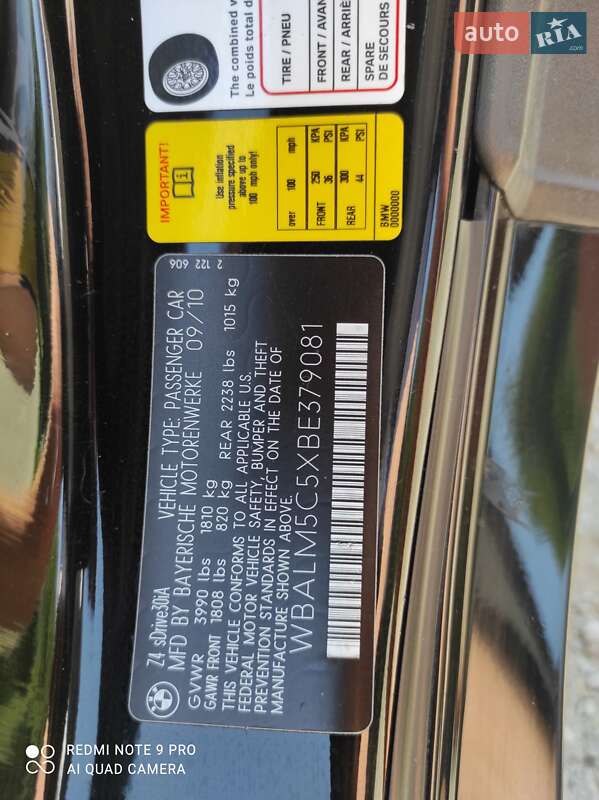 auto RIA.com
The combined w
Le poids total d
TIRE / PNEU
FRONT / AVAN
REAR / ARRIÈ
SPARE
DE SECOURS
IMPORTANT!
Use inflation
pressure specified
above up to
100 mph only!
over 100 mph
FRONT 250 KPA 36 PSI
REAR 300 KPA 44 PSI
BMW
0000000
2 122 606
Z4 sDrive30iA VEHICLE TYPE: PASSENGER CAR
MFD BY BAYERISCHE MOTORENWERKE 09/10
GVWR 3990 lbs 1810 kg
GAWR FRONT 1808 lbs 820 kg REAR 2238 lbs 1015 kg
THIS VEHICLE CONFORMS TO ALL APPLICABLE U.S.
FEDERAL MOTOR VEHICLE SAFETY, BUMPER AND THEFT
PREVENTION STANDARDS IN EFFECT ON THE DATE OF
MANUFACTURE SHOWN ABOVE.
WBALM5C5XBE379081
REDMI NOTE 9 PRO
AI QUAD CAMERA